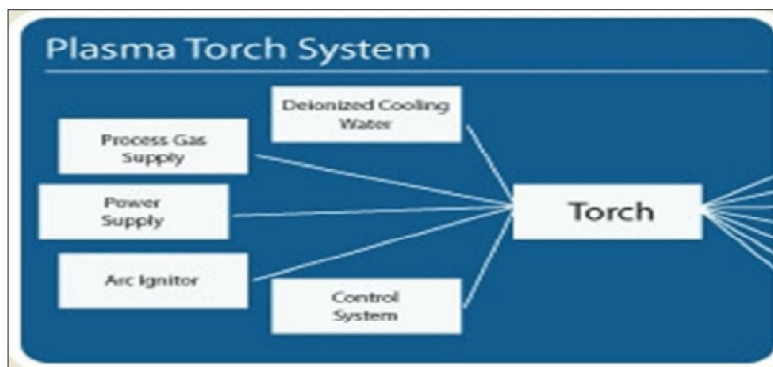 Plasma Torch System
Deionized Cooling
Water
Process Gas
Supply
Power
Supply
Torch
Arc Ignitor
Control
System